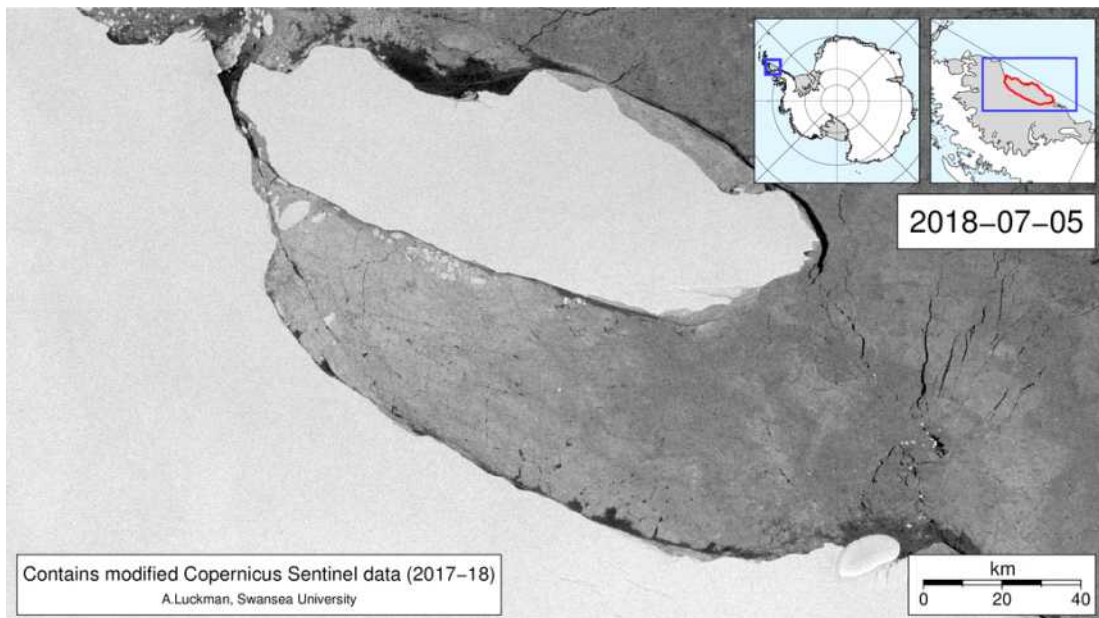 2018−07−05
Contains modified Copernicus Sentinel data (2017−18)
A.Luckman, Swansea University
km
0 20 40